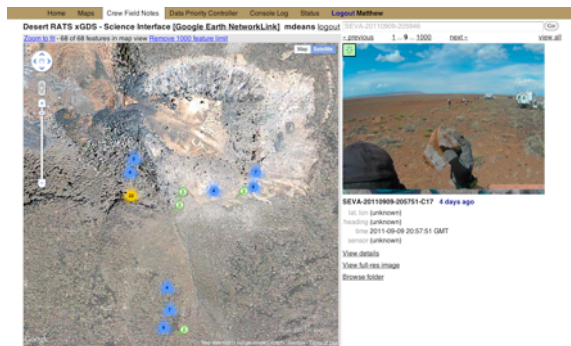 Home Maps Crew Field Notes Data Priority Controller Console Log Status Logout Matthew
Desert RATS xGDS - Science Interface [Google Earth NetworkLink] mdeans logout
SEVA-20110909-205946 Go
Zoom to fit - 68 of 68 features in map view Remove 1000 feature limit
« previous 1 .. 9 .. 1000 next » view all
Map Satellite
SEVA-20110909-205751-C17 4 days ago
lat, lon (unknown)
heading (unknown)
time 2011-09-09 20:57:51 GMT
sensor (unknown)
View details
View full-res image
Browse folder
Google